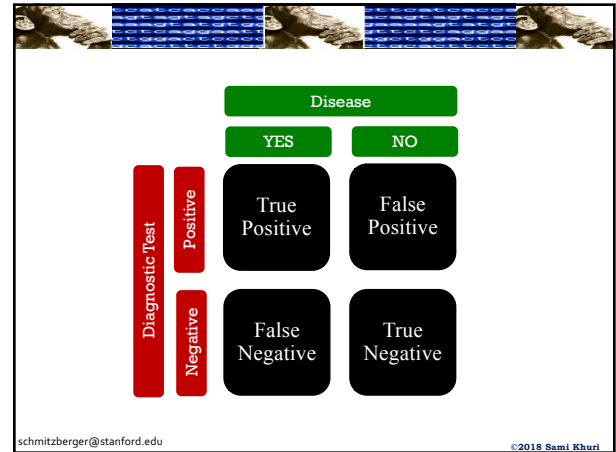 Disease
YES
NO
Diagnostic Test
Positive
True
Positive
False
Positive
Negative
False
Negative
True
Negative
schmitzberger@stanford.edu
©2018 Sami Khuri